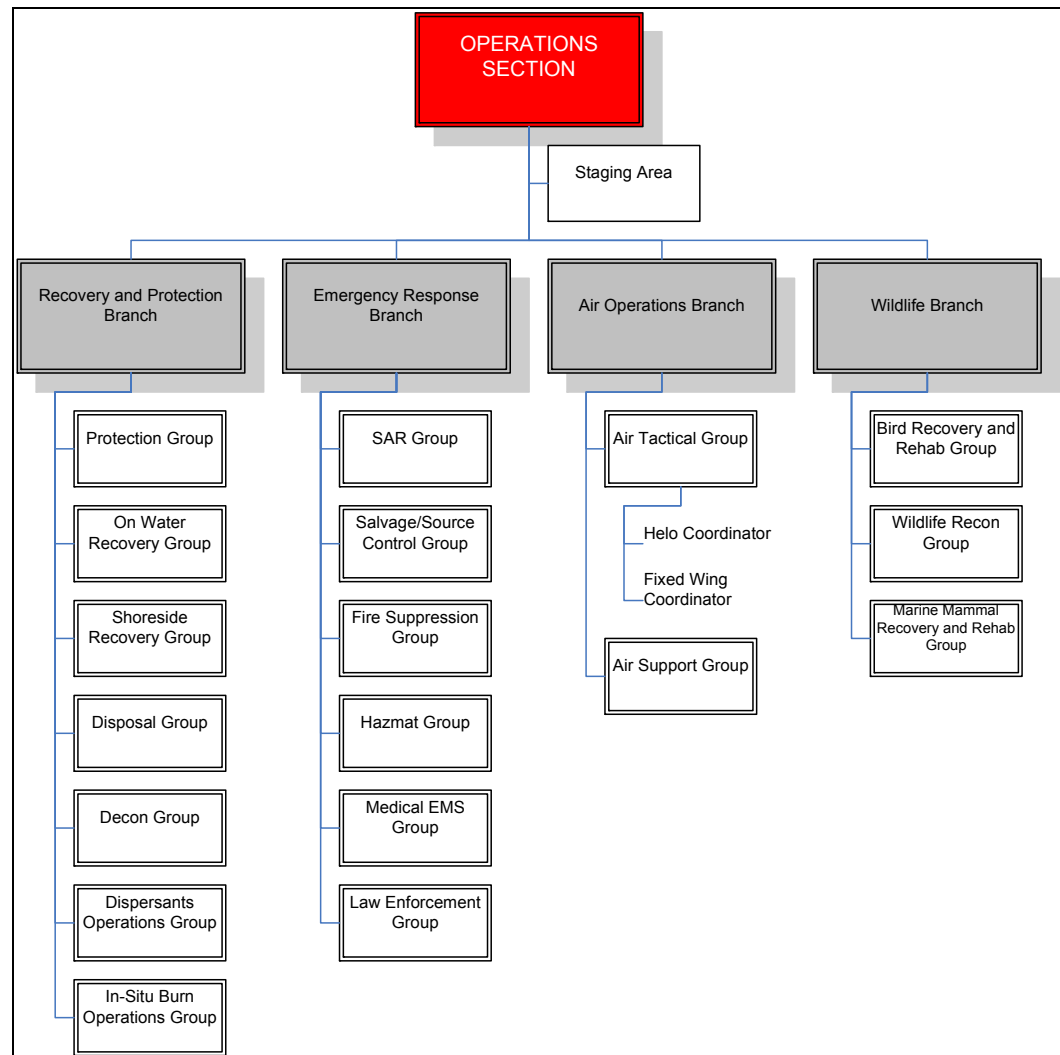 OPERATIONS
SECTION
Staging Area
Recovery and Protection
Branch
Emergency Response
Branch
Air Operations Branch
Wildlife Branch
Protection Group
On Water
Recovery Group
Shoreside
Recovery Group
Disposal Group
Decon Group
Dispersants
Operations Group
In-Situ Burn
Operations Group
SAR Group
Salvage/Source
Control Group
Fire Suppression
Group
Hazmat Group
Medical EMS
Group
Law Enforcement
Group
Air Tactical Group
Helo Coordinator
Fixed Wing
Coordinator
Air Support Group
Bird Recovery and
Rehab Group
Wildlife Recon
Group
Marine Mammal
Recovery and Rehab
Group